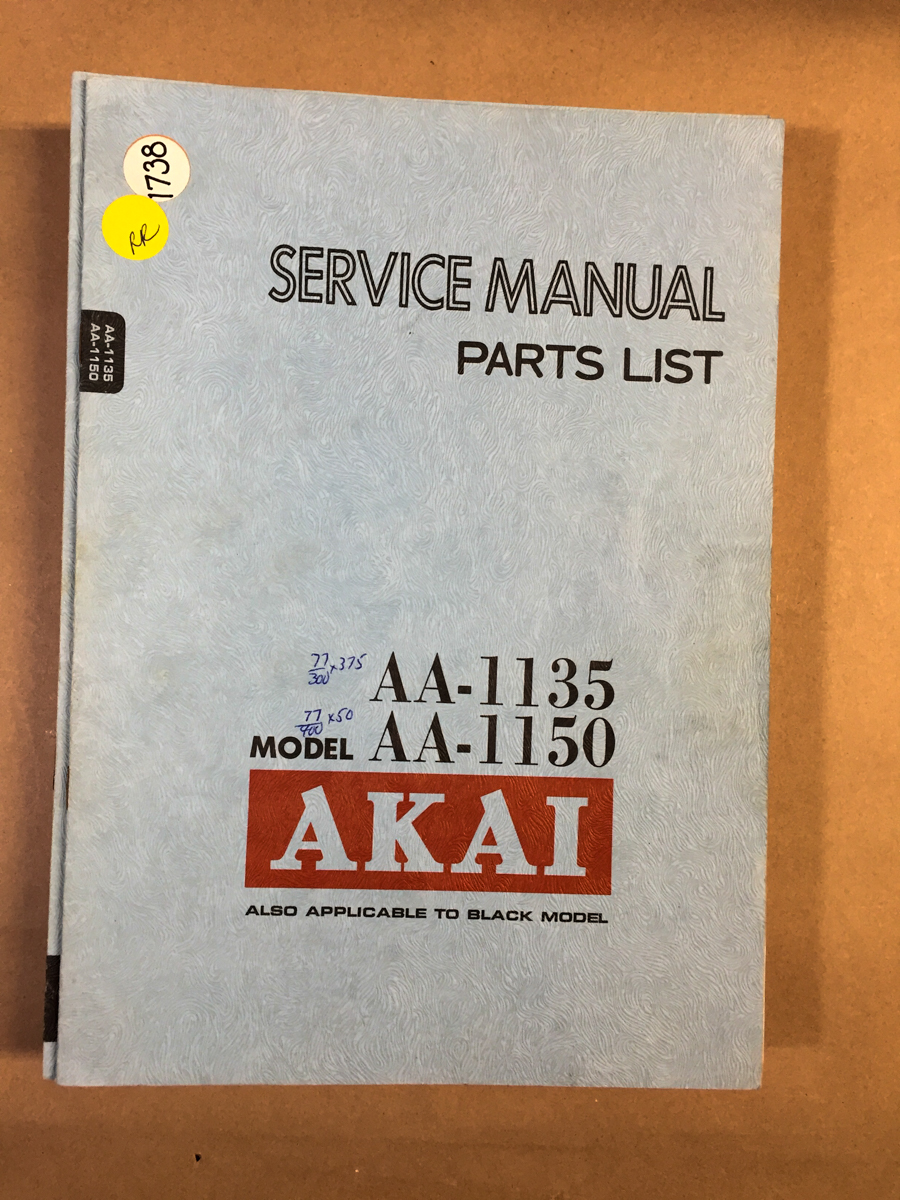 1738
RR
SERVICE MANUAL
PARTS LIST
AA-1135
AA-1150
77/300 x 375
AA-1135
77/400 x 50
MODEL AA-1150
AKAI
ALSO APPLICABLE TO BLACK MODEL